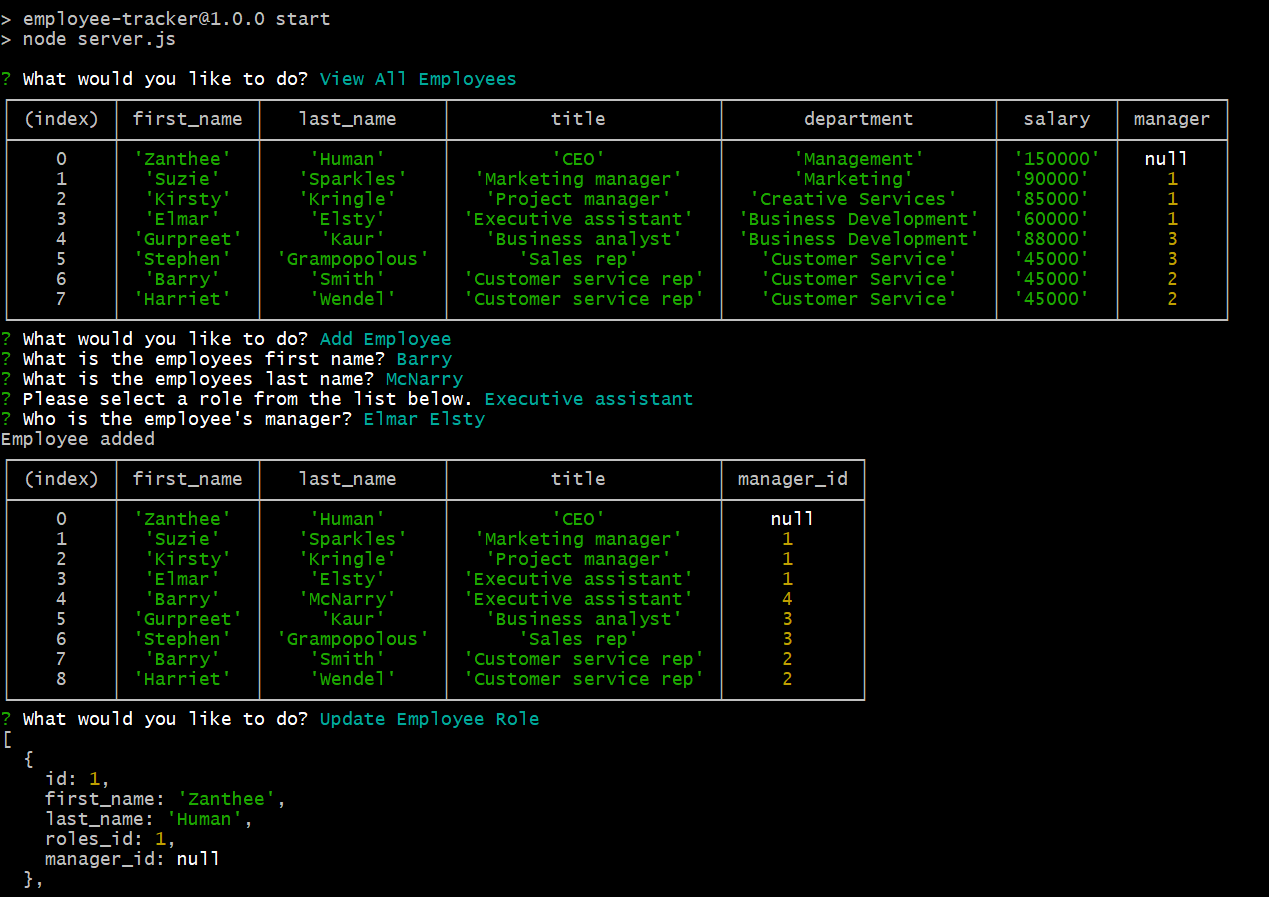 > employee-tracker@1.0.0 start
> node server.js
? What would you like to do? View All Employees
(index) first_name last_name title department salary manager
0 'Zanthee' 'Human' 'CEO' 'Management' '150000' null
1 'Suzie' 'Sparkles' 'Marketing manager' 'Marketing' '90000' 1
2 'Kirsty' 'Kringle' 'Project manager' 'Creative Services' '85000' 1
3 'Elmar' 'Elsty' 'Executive assistant' 'Business Development' '60000' 1
4 'Gurpreet' 'Kaur' 'Business analyst' 'Business Development' '88000' 3
5 'Stephen' 'Grampopolous' 'Sales rep' 'Customer Service' '45000' 3
6 'Barry' 'Smith' 'Customer service rep' 'Customer Service' '45000' 2
7 'Harriet' 'Wendel' 'Customer service rep' 'Customer Service' '45000' 2
? What would you like to do? Add Employee
? What is the employees first name? Barry
? What is the employees last name? McNarry
? Please select a role from the list below. Executive assistant
? Who is the employee's manager? Elmar Elsty
Employee added
(index) first_name last_name title manager_id
0 'Zanthee' 'Human' 'CEO' null
1 'Suzie' 'Sparkles' 'Marketing manager' 1
2 'Kirsty' 'Kringle' 'Project manager' 1
3 'Elmar' 'Elsty' 'Executive assistant' 1
4 'Barry' 'McNarry' 'Executive assistant' 4
5 'Gurpreet' 'Kaur' 'Business analyst' 3
6 'Stephen' 'Grampopolous' 'Sales rep' 3
7 'Barry' 'Smith' 'Customer service rep' 2
8 'Harriet' 'Wendel' 'Customer service rep' 2
? What would you like to do? Update Employee Role
[
{
id: 1,
first_name: 'Zanthee',
last_name: 'Human',
roles_id: 1,
manager_id: null
},